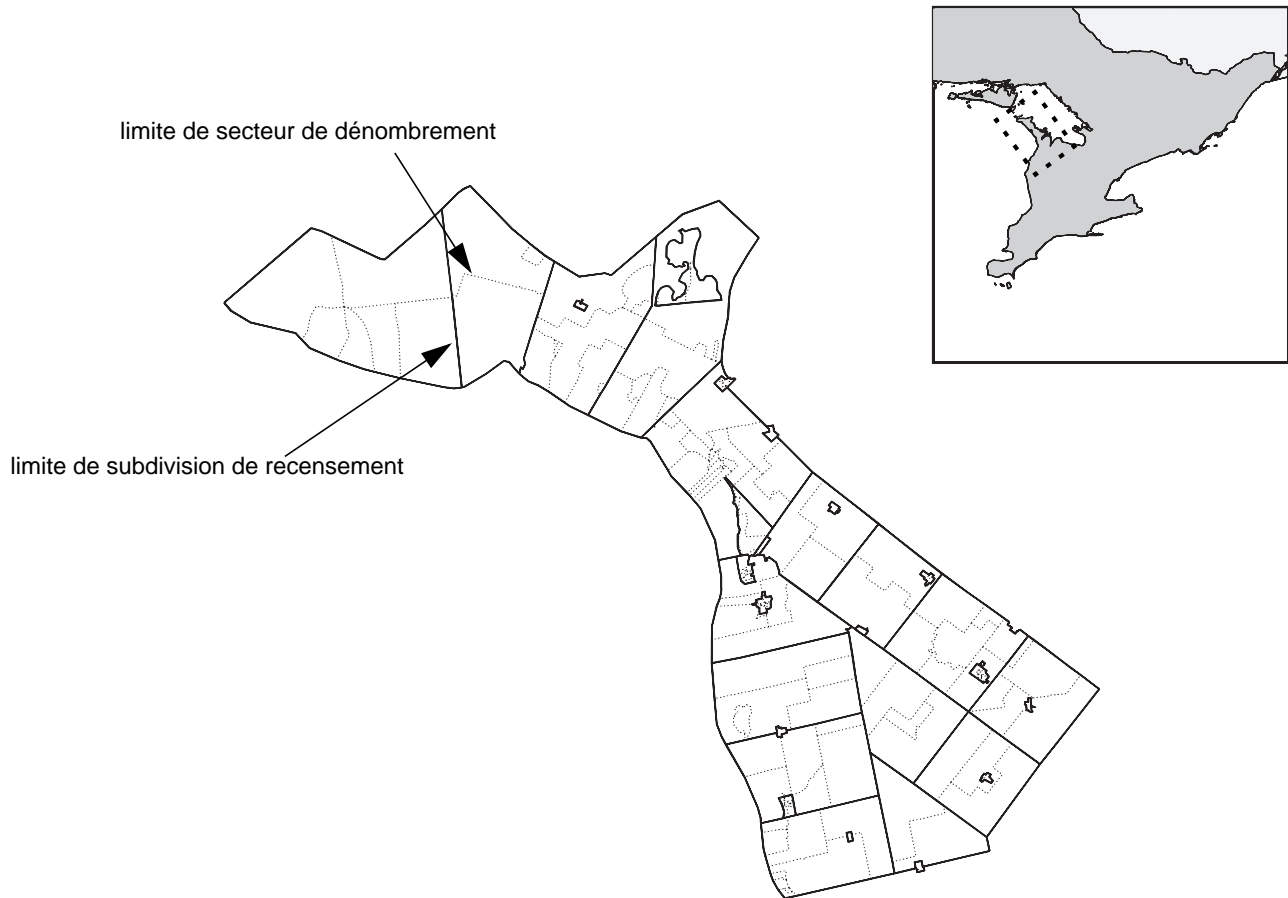 limite de secteur de dénombrement
limite de subdivision de recensement